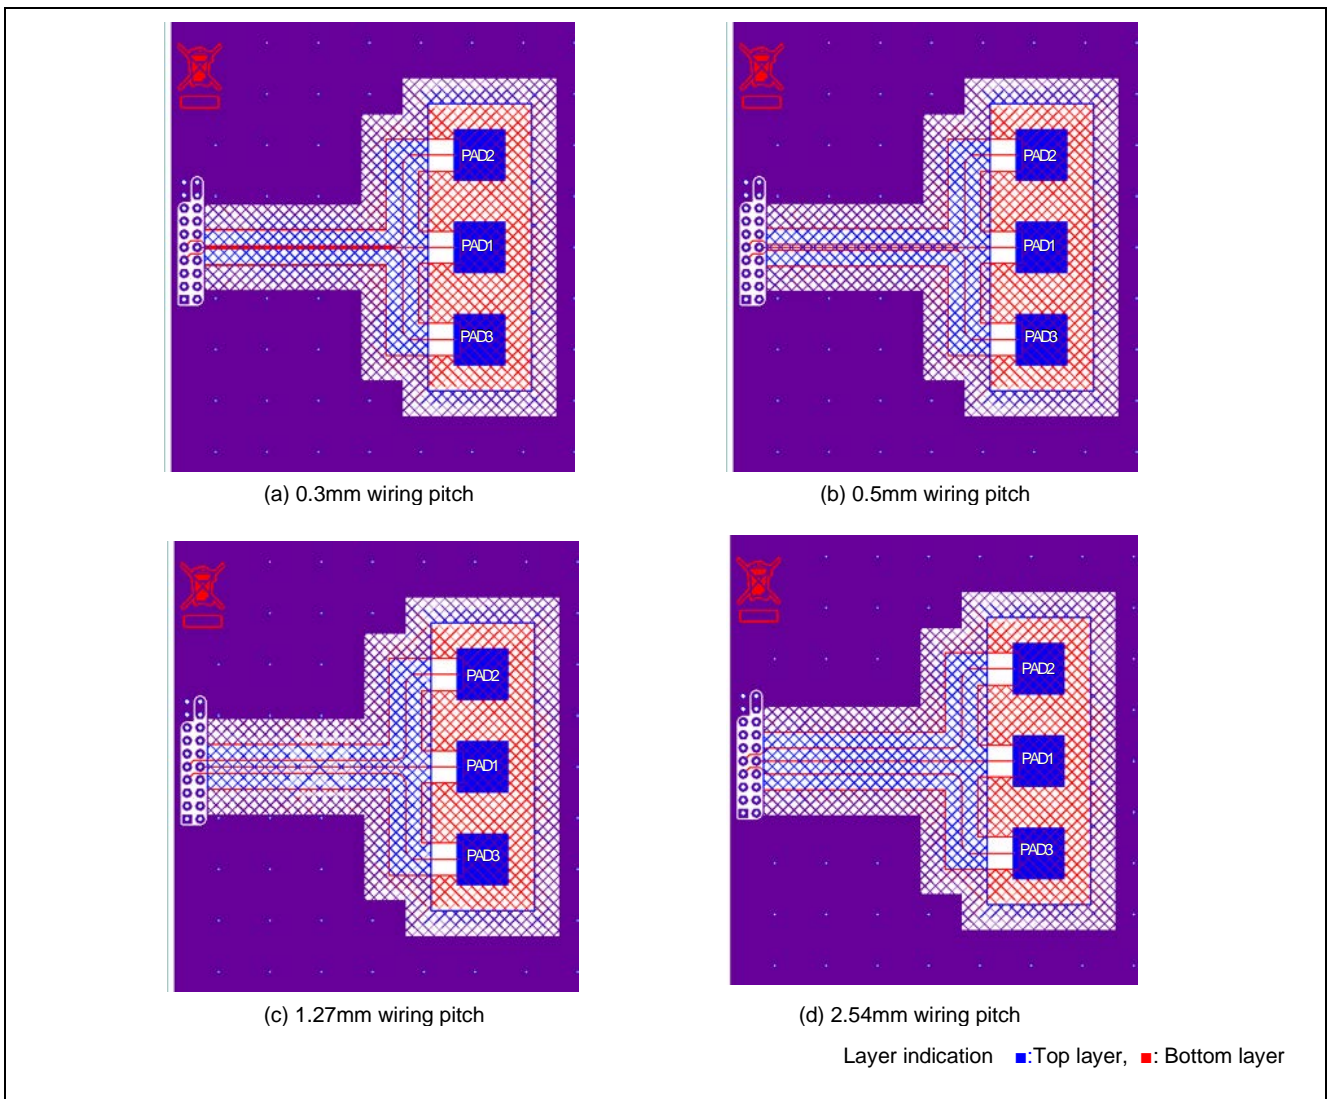 PAD2
PAD1
PAD3
PAD2
PAD1
PAD3
(a) 0.3mm wiring pitch
(b) 0.5mm wiring pitch
PAD2
PAD1
PAD3
PAD2
PAD1
PAD3
(c) 1.27mm wiring pitch
(d) 2.54mm wiring pitch
Layer indication ■:Top layer, ■: Bottom layer